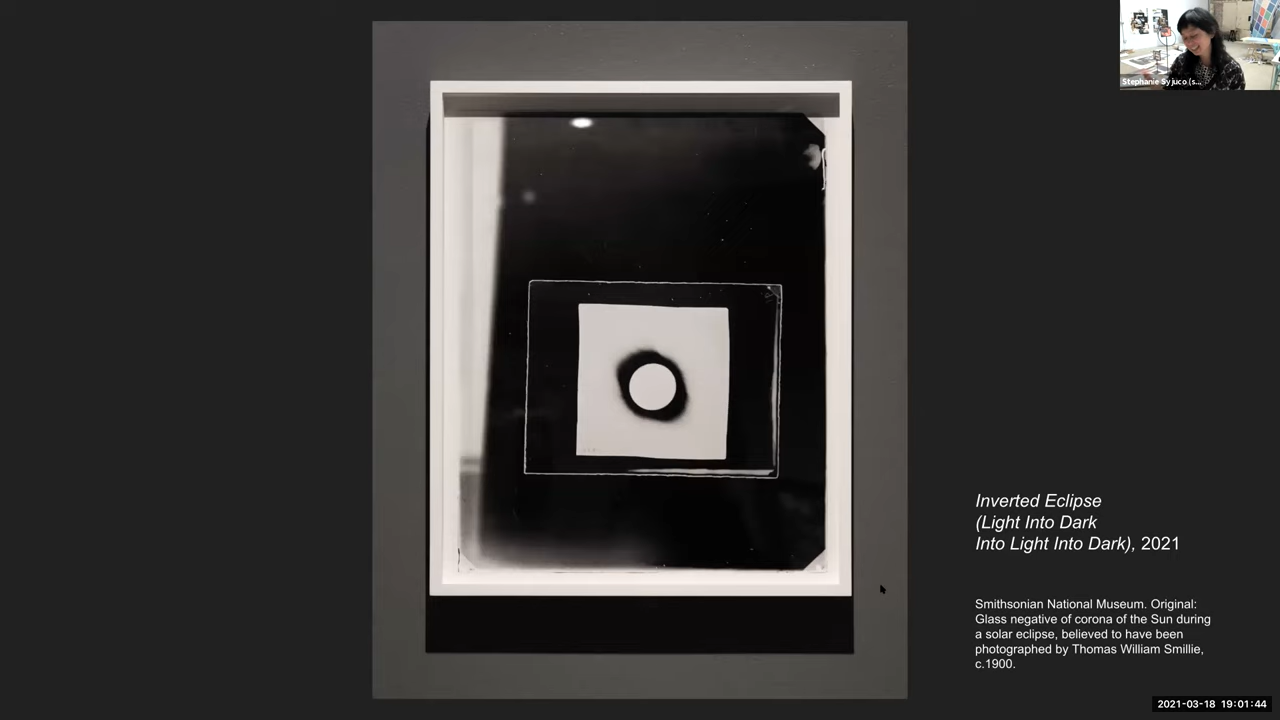 Stephanie Syjuco (s...
Inverted Eclipse
(Light Into Dark
Into Light Into Dark), 2021
Smithsonian National Museum. Original:
Glass negative of corona of the Sun during
a solar eclipse, believed to have been
photographed by Thomas William Smillie,
c.1900.
2021-03-18 19:01:44